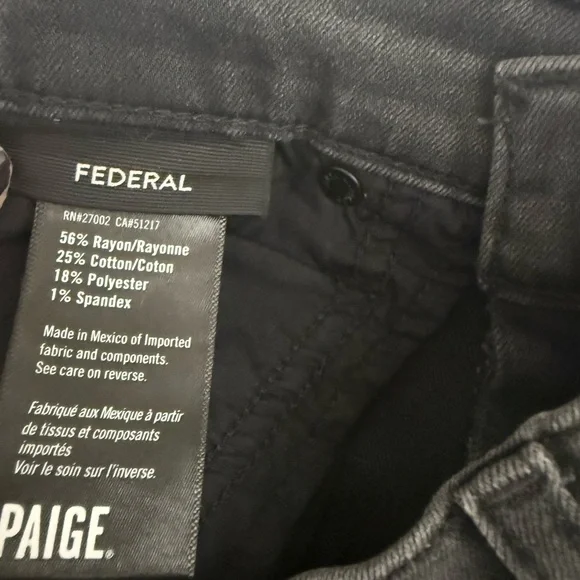 FEDERAL
RN#27002 CA#51217
56% Rayon/Rayonne
25% Cotton/Coton
18% Polyester
1% Spandex
Made in Mexico of Imported
fabric and components.
See care on reverse.
Fabriqué aux Mexique à partir
de tissus et composants
importés
Voir le soin sur l'inverse.
PAIGE®